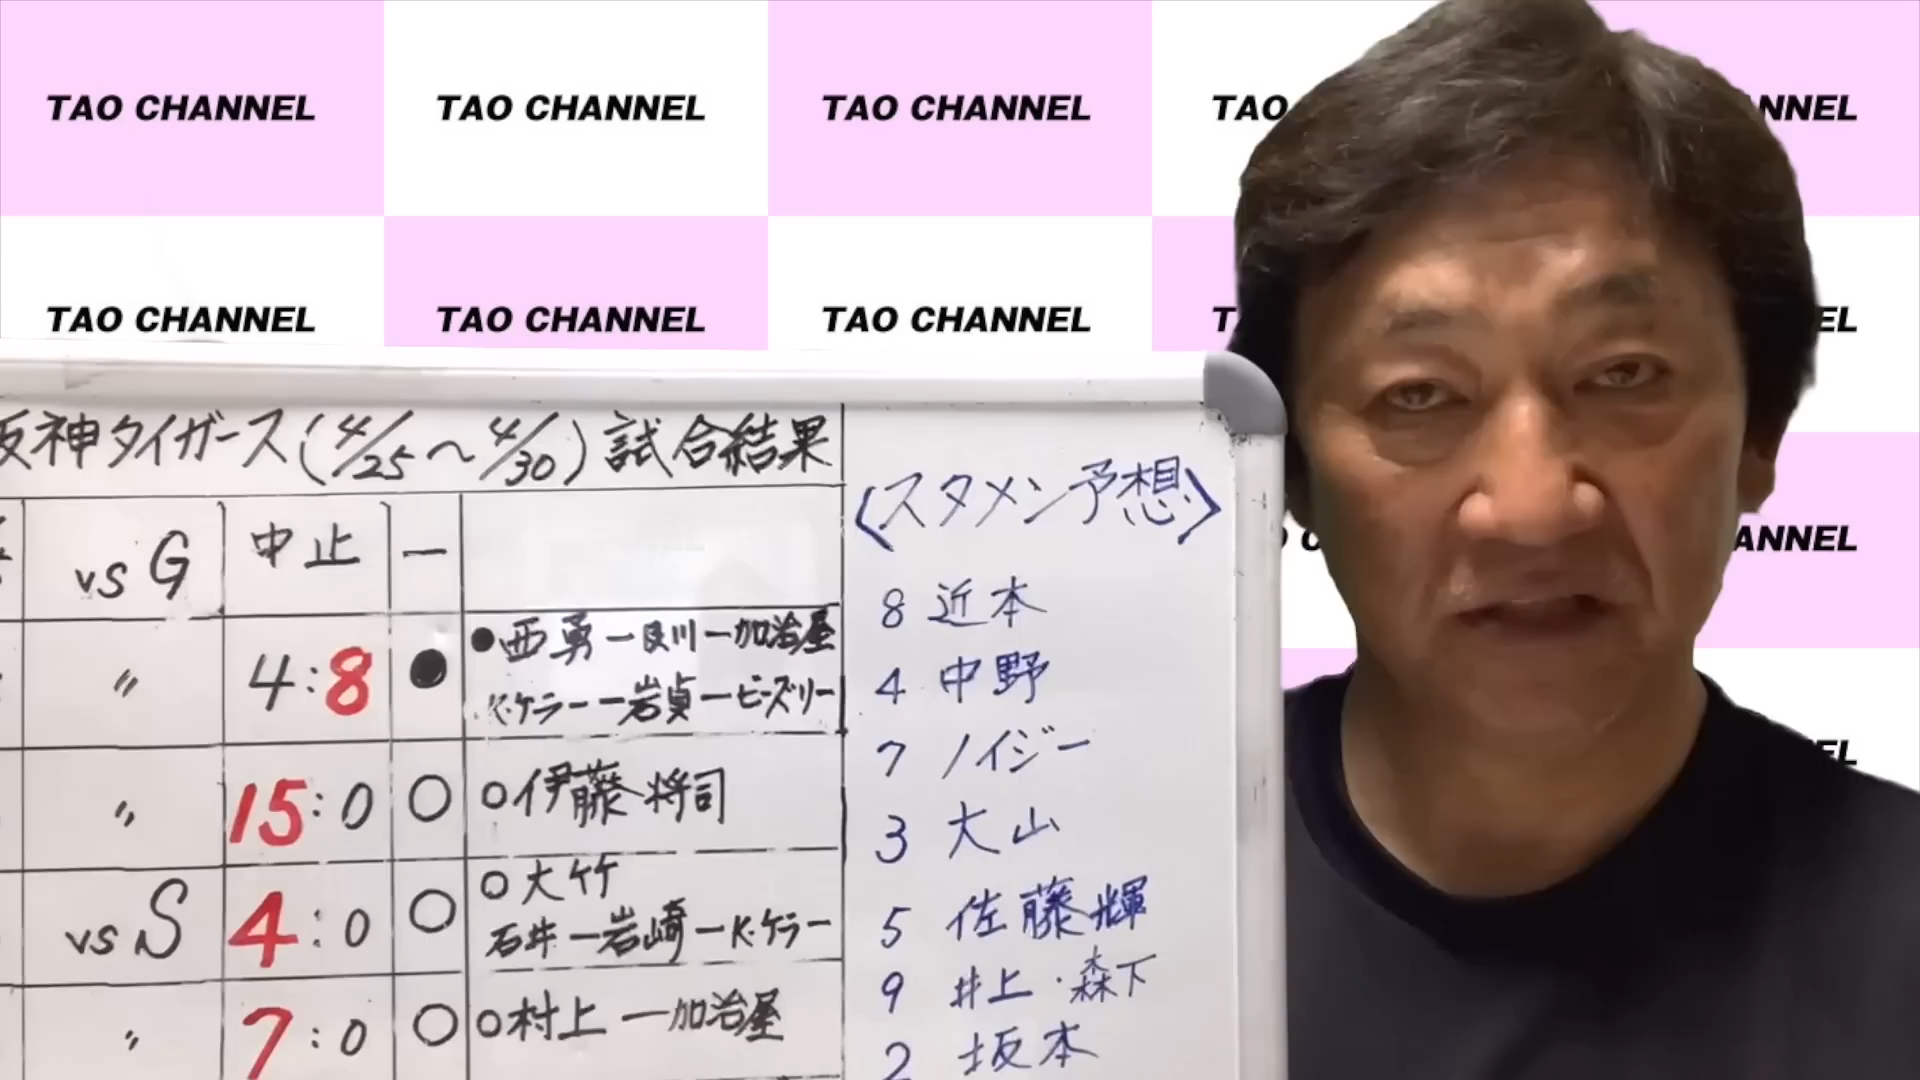 TAO CHANNEL TAO CHANNEL TAO CHANNEL TAO NNEL
TAO CHANNEL TAO CHANNEL TAO CHANNEL
阪神タイガース(4/25〜4/30)試合結果
vs G 中止 ー
〃 4:8 ● ●西勇ー及川ー加治屋
K・ケラーー岩貞ービーズリー
〃 15:0 ○ ○伊藤将司
vs S 4:0 ○ ○大竹
石井ー岩崎ーK・ケラー
〃 7:0 ○ ○村上ー加治屋
〈スタメン予想〉
8 近本
4 中野
7 ノイジー
3 大山
5 佐藤輝
9 井上・森下
2 坂本
ANNEL